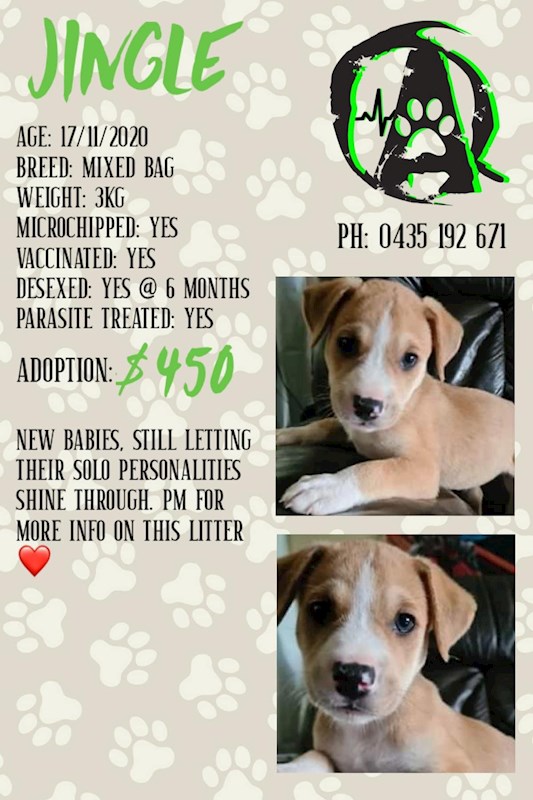 JINGLE
AGE: 17/11/2020
BREED: MIXED BAG
WEIGHT: 3KG
MICROCHIPPED: YES
VACCINATED: YES
DESEXED: YES @ 6 MONTHS
PARASITE TREATED: YES
ADOPTION: $450
NEW BABIES, STILL LETTING
THEIR SOLO PERSONALITIES
SHINE THROUGH. PM FOR
MORE INFO ON THIS LITTER
❤️
PH: 0435 192 671